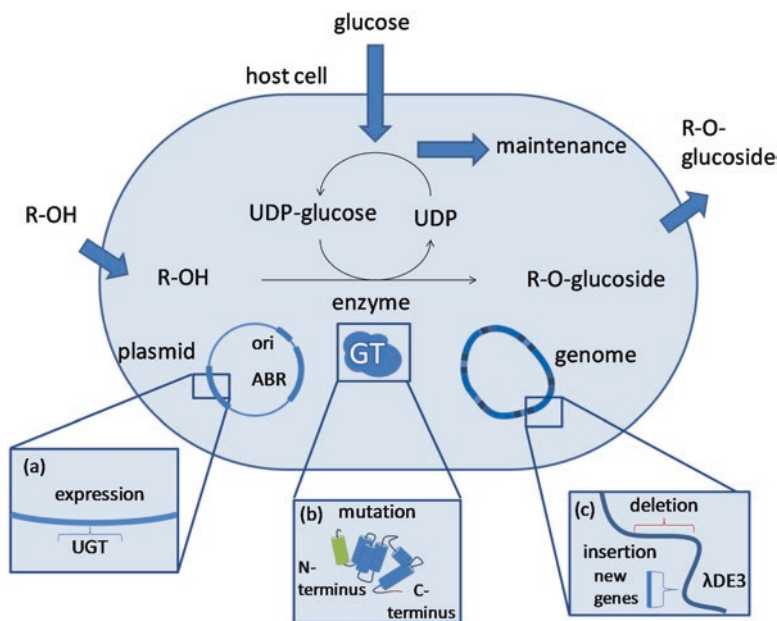 glucose
host cell
maintenance
R-O-
glucoside
UDP-glucose
UDP
R-OH
R-OH
R-O-glucoside
enzyme
plasmid
ori
ABR
GT
genome
(a)
expression
UGT
(b)
mutation
N-
terminus
C-
terminus
(c)
deletion
insertion
new
genes
λDE3